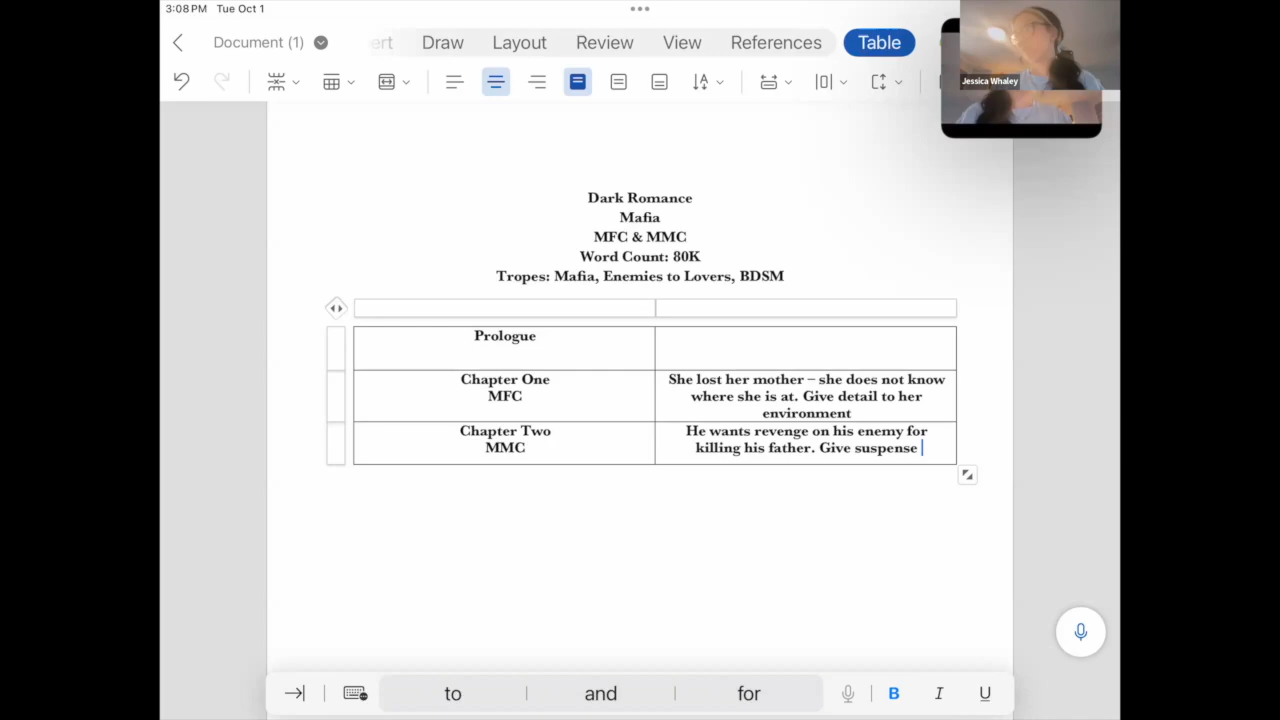 3:08 PM Tue Oct 1
Document (1)
ert Draw Layout Review View References Table
Jessica Whaley
Dark Romance
Mafia
MFC & MMC
Word Count: 80K
Tropes: Mafia, Enemies to Lovers, BDSM
Prologue
Chapter One
MFC
She lost her mother – she does not know
where she is at. Give detail to her
environment
Chapter Two
MMC
He wants revenge on his enemy for
killing his father. Give suspense
to and for B I U